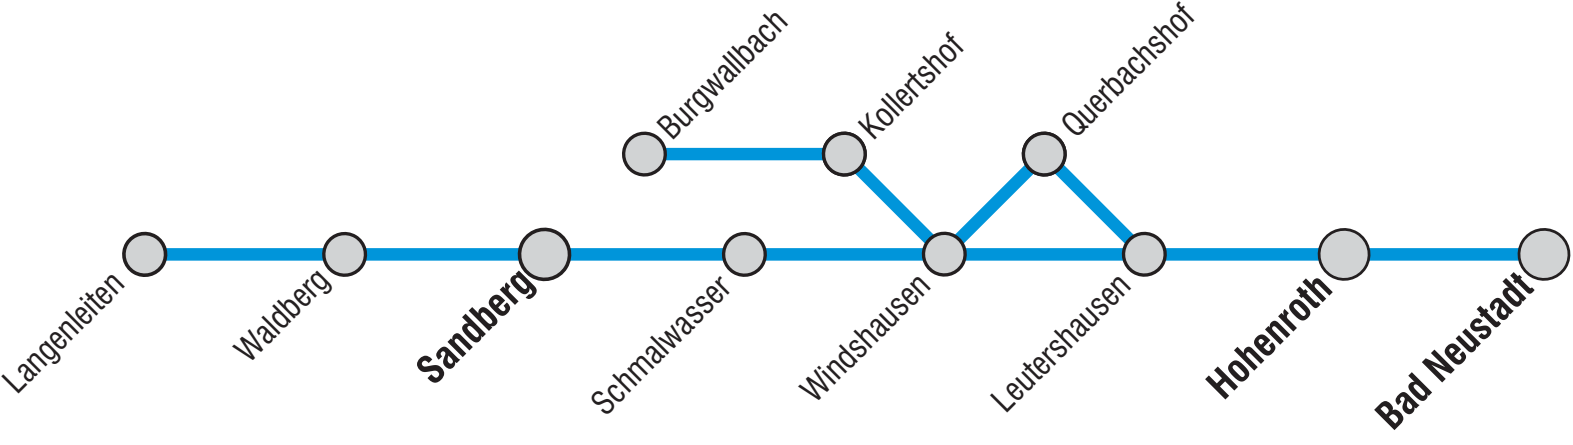 Burgwallbach
Kollertshof
Querbachshof
Langenleiten
Waldberg
Sandberg
Schmalwasser
Windshausen
Leutershausen
Hohenroth
Bad Neustadt